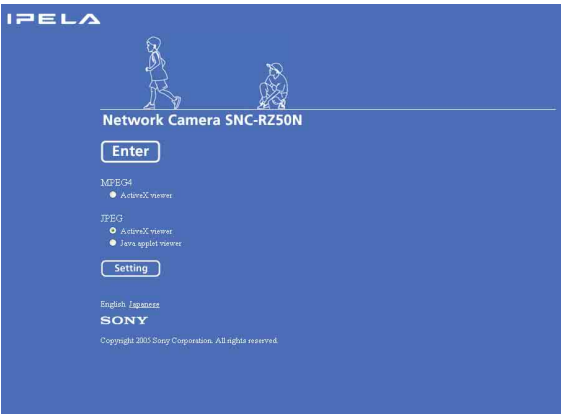 IPELA
Network Camera SNC-RZ50N
Enter
MPEG4
ActiveX viewer
JPEG
ActiveX viewer
Java applet viewer
Setting
English Japanese
SONY
Copyright 2005 Sony Corporation. All rights reserved.